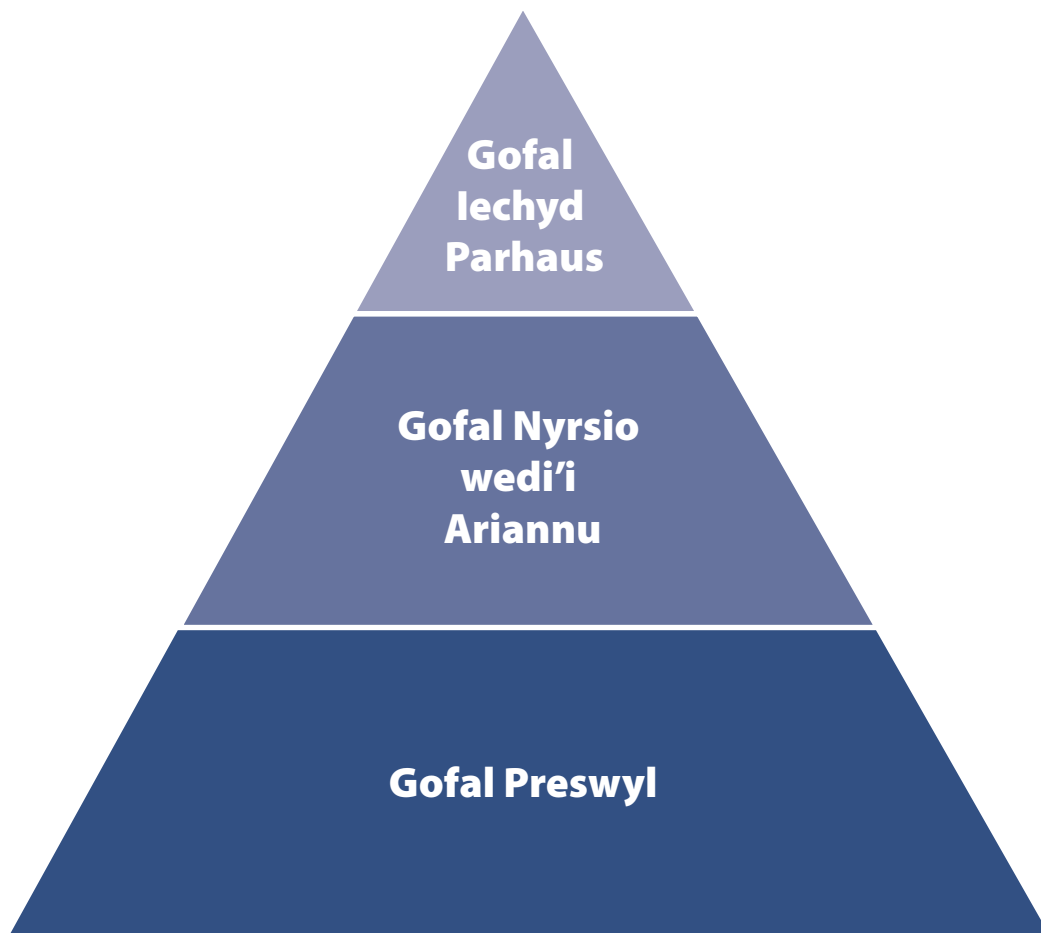 Gofal
Iechyd
Parhaus
Gofal Nyrsio
wedi’i
Ariannu
Gofal Preswyl